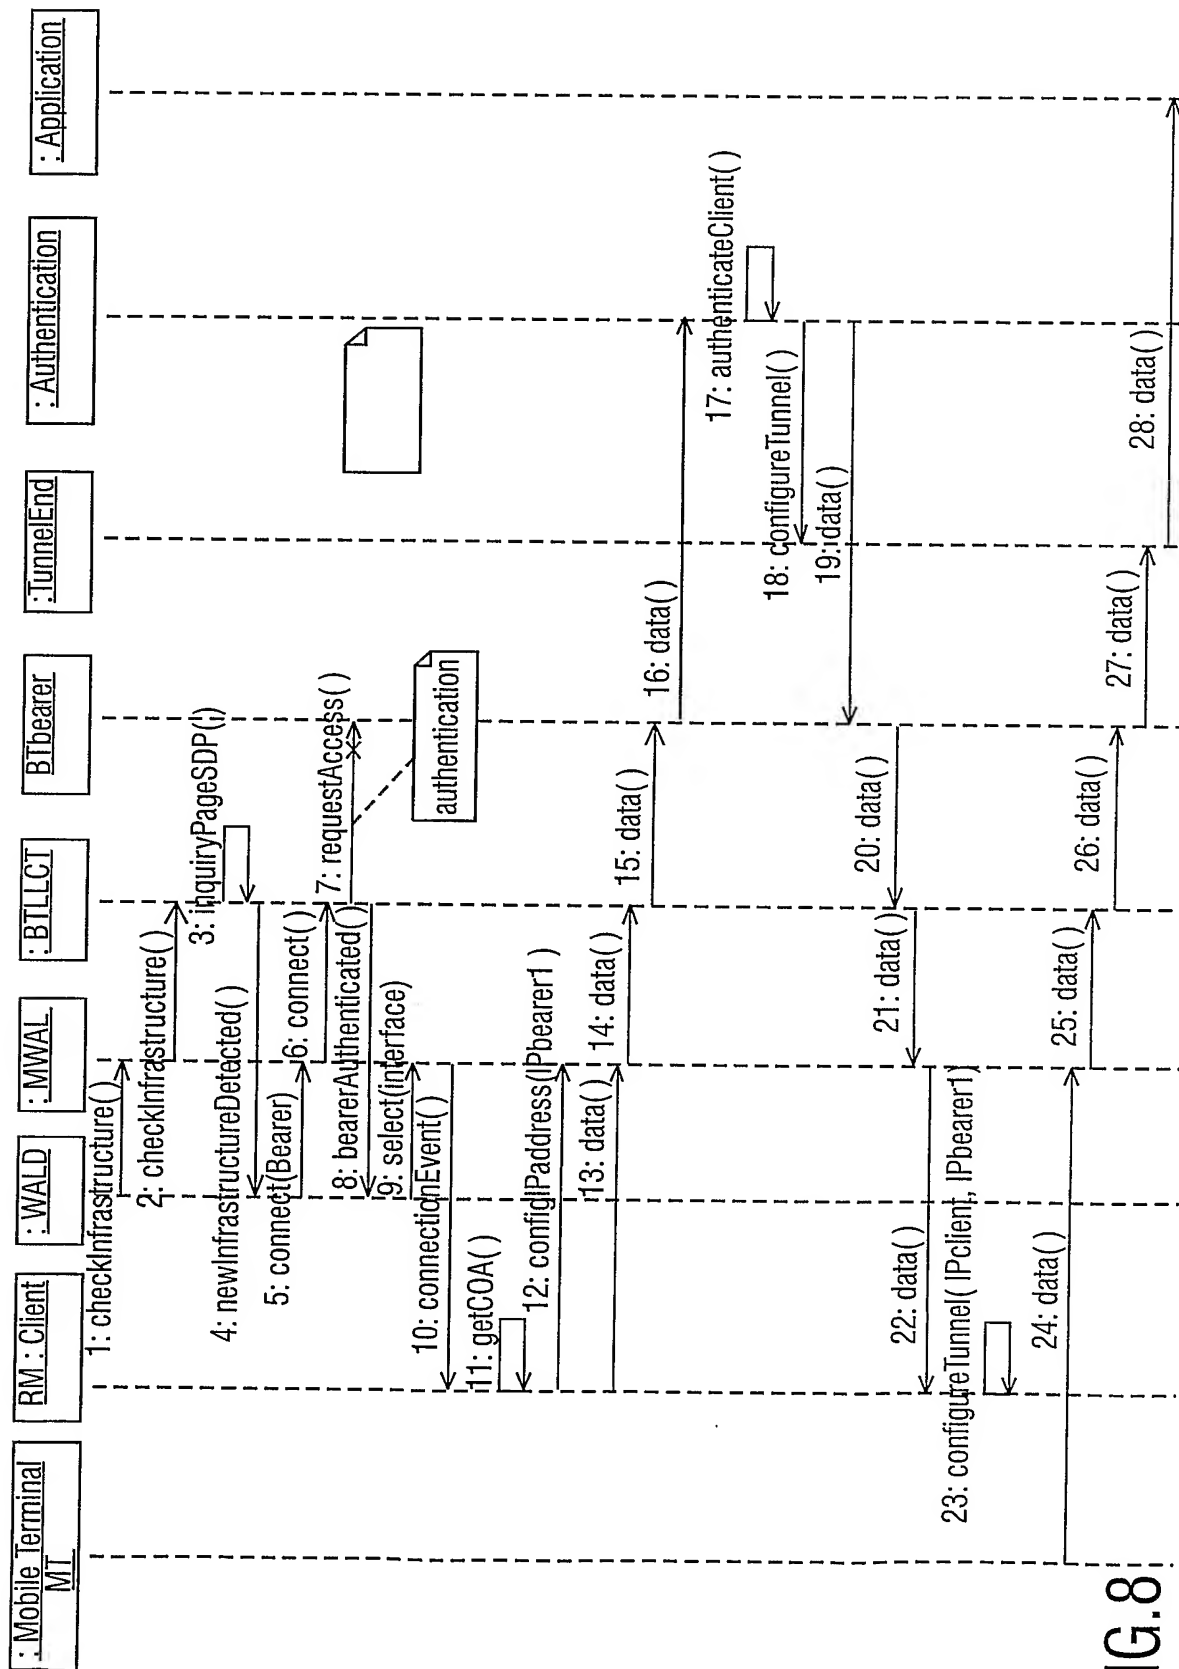 : Mobile Terminal
MT
RM : Client
: WALD
: MWAL
: BTLLCT
BTbearer
:TunnelEnd
: Authentication
: Application
1: checkInfrastructure()
2: checkInfrastructure()
3: inquiryPageSDP()
4: newInfrastructureDetected()
5: connect(Bearer)
6: connect()
7: requestAccess()
authentication
8: bearerAuthenticated()
9: select(interface)
10: connectionEvent()
11: getCOA()
12: configIPaddress(IPbearer1 )
13: data()
14: data()
15: data()
16: data()
17: authenticateClient()
18: configureTunnel()
19: data()
20: data()
21: data()
22: data()
23: configureTunnel( IPclient, IPbearer1)
24: data()
25: data()
26: data()
27: data()
28: data()
IG.8